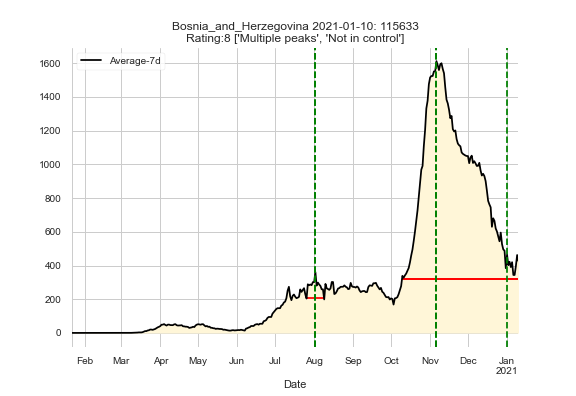 Bosnia_and_Herzegovina 2021-01-10: 115633
Rating:8 ['Multiple peaks', 'Not in control']
Average-7d
1600
1400
1200
1000
800
600
400
200
0
Feb Mar Apr May Jun Jul Aug Sep Oct Nov Dec Jan
2021
Date